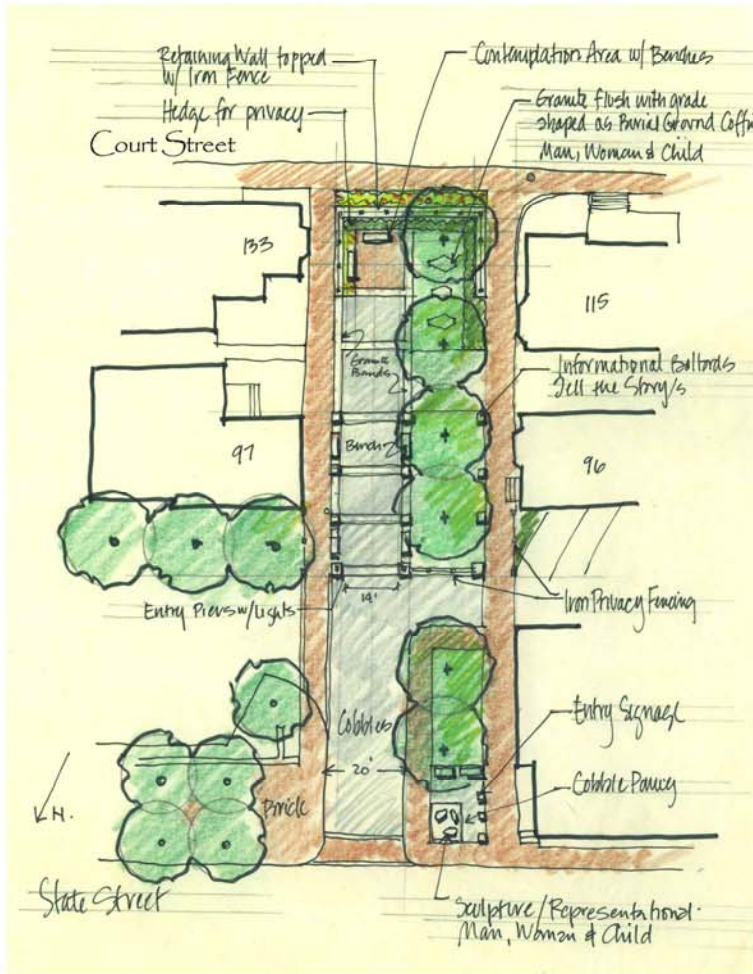 Retaining Wall topped
w/ Iron Fence
Hedge for privacy
Court Street
Contemplation Area w/ Benches
Granite flush with grade
shaped as Burial Ground Coffi
Man, Woman & Child
133
115
Granite
Bands
Informational Bollards
Tell the Story/s
Bench
97
96
Entry Piers w/Lights
14'
Iron Privacy Fencing
Cobbles
Entry Signage
20'
Cobble Paving
Brick
N.
State Street
Sculpture/Representational
Man, Woman & Child